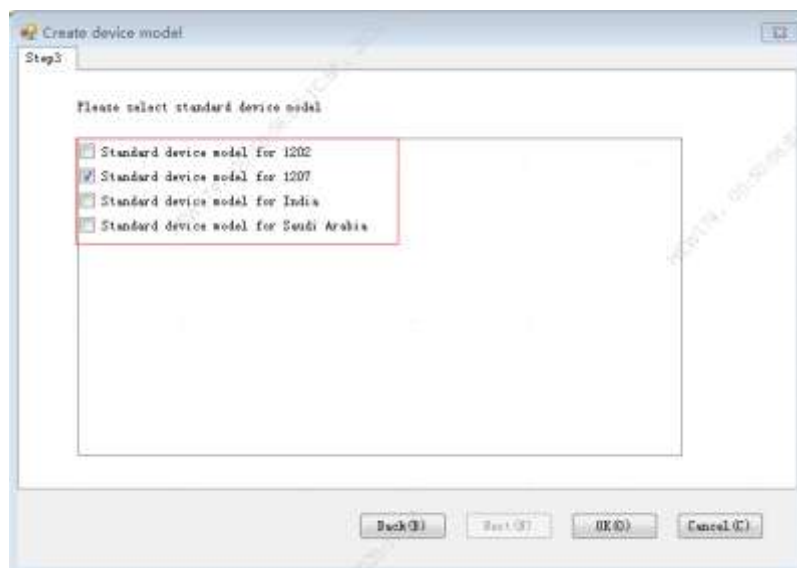 Create device model
Step3
Please select standard device model
Standard device model for 1202
Standard device model for 1207
Standard device model for India
Standard device model for Saudi Arabia
Back(B)
Next(N)
OK(O)
Cancel(C)